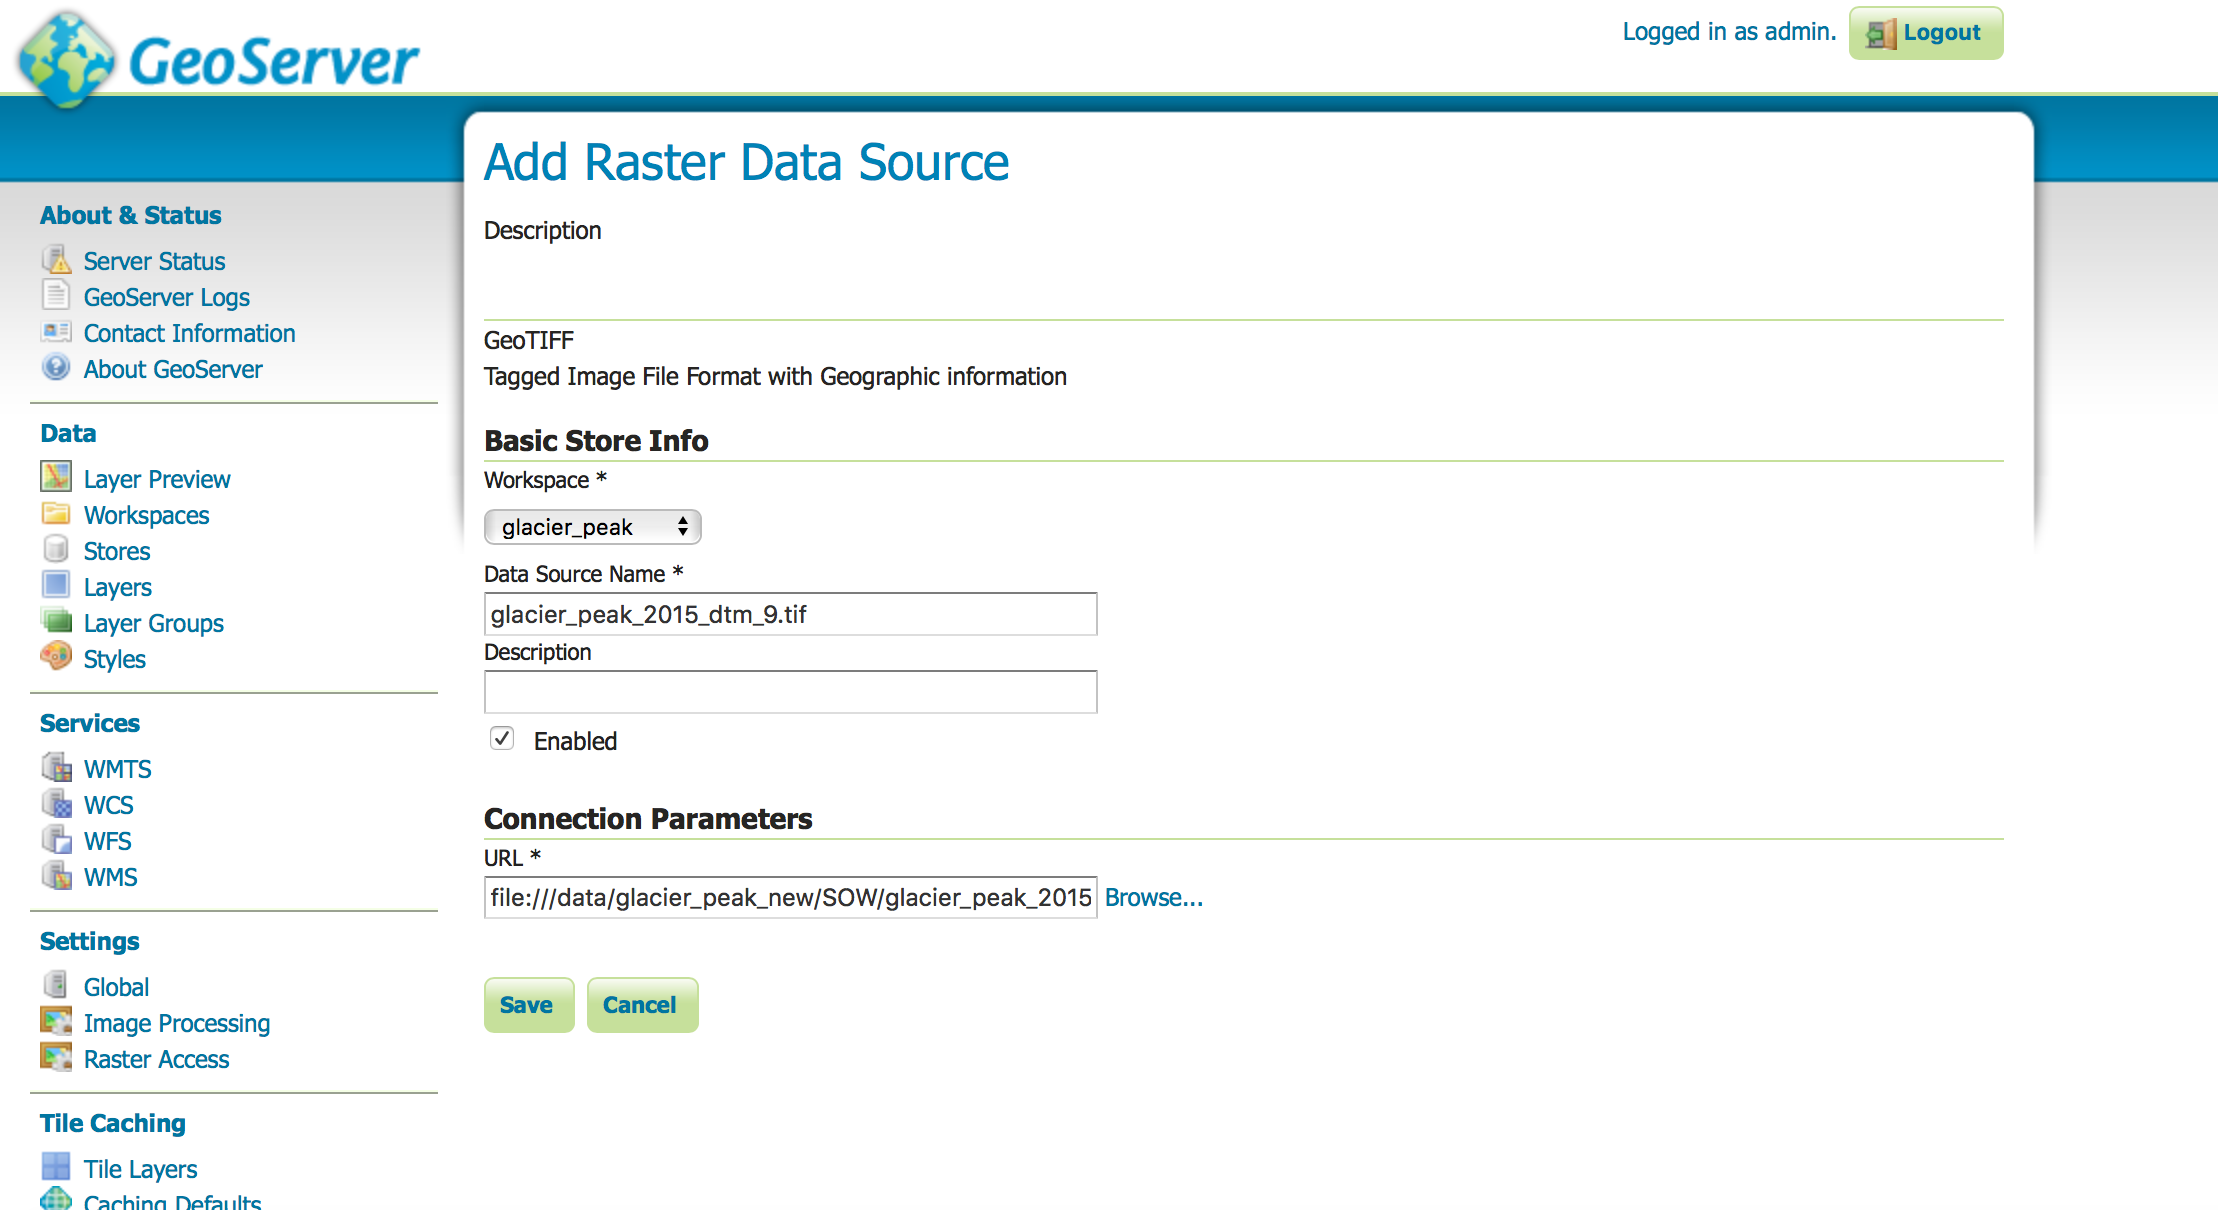 GeoServer
Logged in as admin.
Logout
About & Status
Server Status
GeoServer Logs
Contact Information
About GeoServer
Data
Layer Preview
Workspaces
Stores
Layers
Layer Groups
Styles
Services
WMTS
WCS
WFS
WMS
Settings
Global
Image Processing
Raster Access
Tile Caching
Tile Layers
Caching Defaults
Add Raster Data Source
Description
GeoTIFF
Tagged Image File Format with Geographic information
Basic Store Info
Workspace *
glacier_peak
Data Source Name *
glacier_peak_2015_dtm_9.tif
Description
Enabled
Connection Parameters
URL *
file:///data/glacier_peak_new/SOW/glacier_peak_2015
Browse...
Save
Cancel